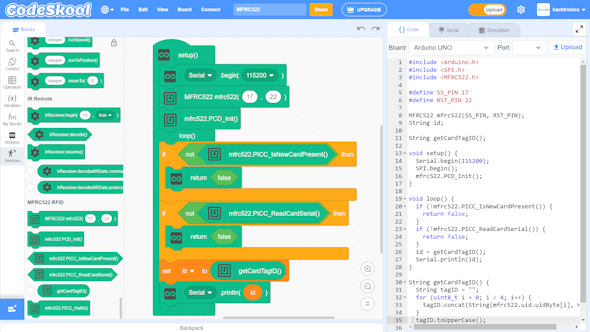 CodeSkool
File
Edit
View
Board
Connect
MFRC522
Share
UPGRADE
Upload
hacktronics
Blocks
Code
Serial
Simulation
Board:
Arduino UNO
Port
Upload
Search
Control
Operators
Variables
My Blocks
Arduino
Sensors
stepper .runToPosition()
stepper .moveTo(
IR Remote
IrReceiver.begin(
true
IrReceiver.decode()
IrReceiver.resume()
IrReceiver.decodedIRData.comma
IrReceiver.decodedIRData.protoco
MFRC522-RFID
MFRC522 mfrc522( 17 , 22 )
mfrc522.PCD_Init()
mfrc522.PICC_IsNewCardPresent()
mfrc522.PICC_ReadCardSerial()
getCardTagID()
mfrc522.PICC_HaltA()
setup()
Serial .begin( 115200 )
MFRC522 mfrc522( 17 , 22 )
mfrc522.PCD_Init()
loop()
if not mfrc522.PICC_IsNewCardPresent() then
return false
if not mfrc522.PICC_ReadCardSerial() then
return false
set id to getCardTagID()
Serial .println( id )
Backpack
1 #include <Arduino.h>
2 #include <SPI.h>
3 #include <MFRC522.h>
4
5 #define SS_PIN 17
6 #define RST_PIN 22
7
8 MFRC522 mfrc522(SS_PIN, RST_PIN);
9 String id;
10
11 String getCardTagID();
12
13 void setup() {
14 Serial.begin(115200);
15 SPI.begin();
16 mfrc522.PCD_Init();
17 }
18
19 void loop() {
20 if (!mfrc522.PICC_IsNewCardPresent()) {
21 return false;
22 }
23 if (!mfrc522.PICC_ReadCardSerial()) {
24 return false;
25 }
26 id = getCardTagID();
27 Serial.println(id);
28 }
29
30 String getCardTagID() {
31 String tagID = "";
32 for (uint8_t i = 0; i < 4; i++) {
33 tagID.concat(String(mfrc522.uid.uidByte[i],
34 }
35 tagID.toUpperCase();
36